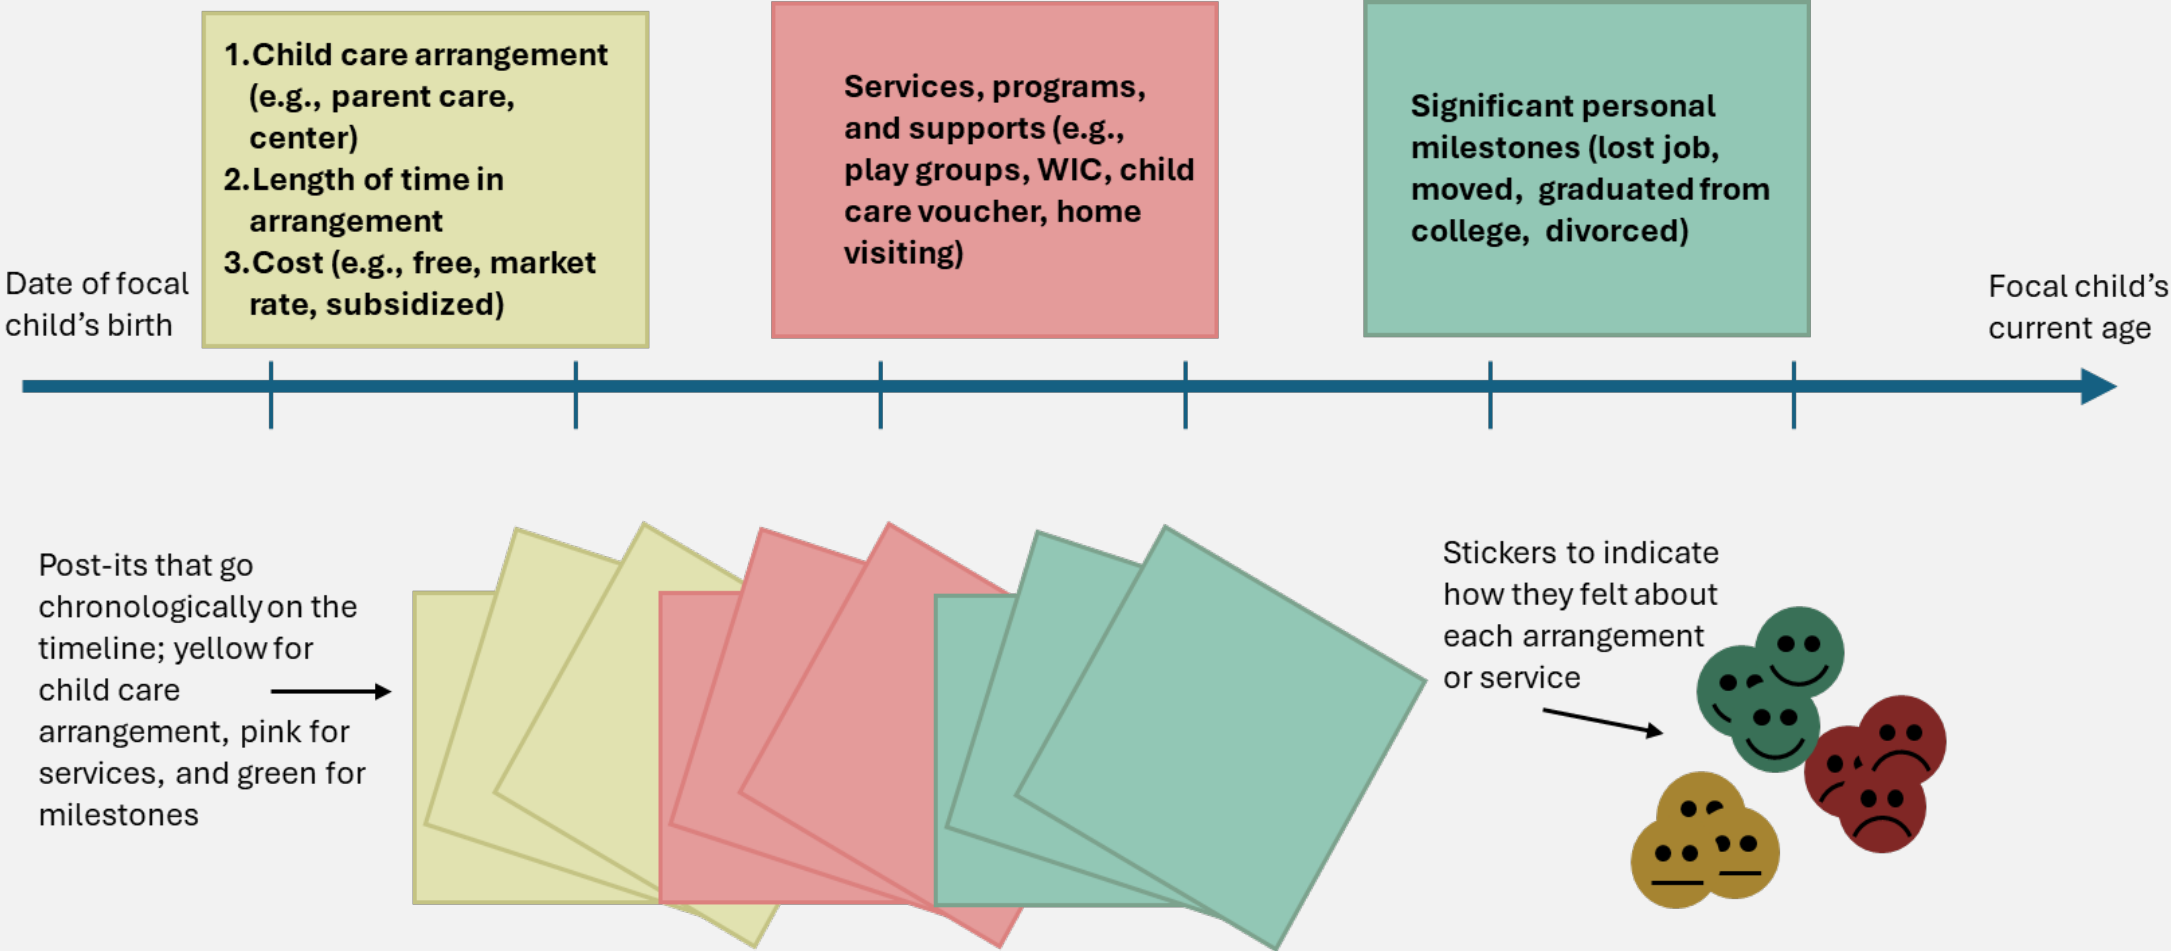 1.Child care arrangement
(e.g., parent care,
center)
2.Length of time in
arrangement
3.Cost (e.g., free, market
rate, subsidized)
Services, programs,
and supports (e.g.,
play groups, WIC, child
care voucher, home
visiting)
Significant personal
milestones (lost job,
moved, graduated from
college, divorced)
Date of focal
child’s birth
Focal child’s
current age
Post-its that go
chronologically on the
timeline; yellow for
child care
arrangement, pink for
services, and green for
milestones
Stickers to indicate
how they felt about
each arrangement
or service